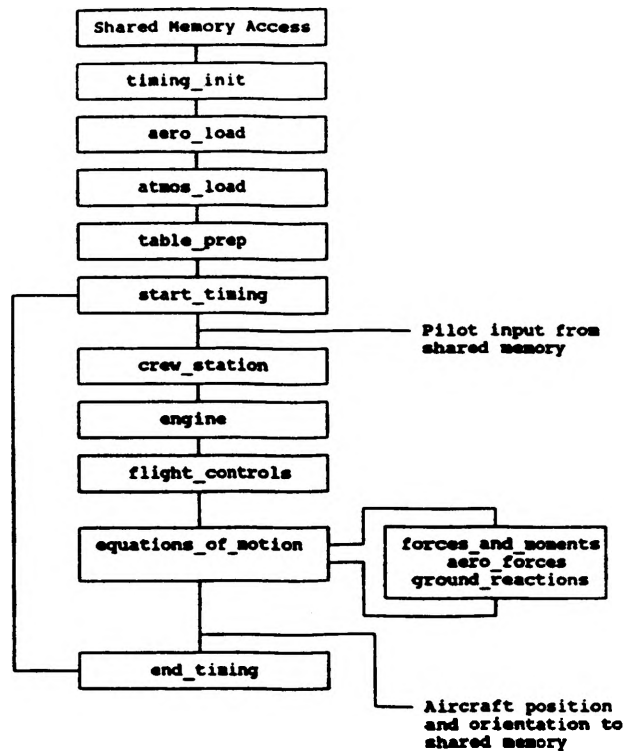 Shared Memory Access
timing_init
aero_load
atmos_load
table_prep
start_timing
Pilot input from
shared memory
crew_station
engine
flight_controls
equations_of_motion
forces_and_moments
aero_forces
ground_reactions
end_timing
Aircraft position
and orientation to
shared memory